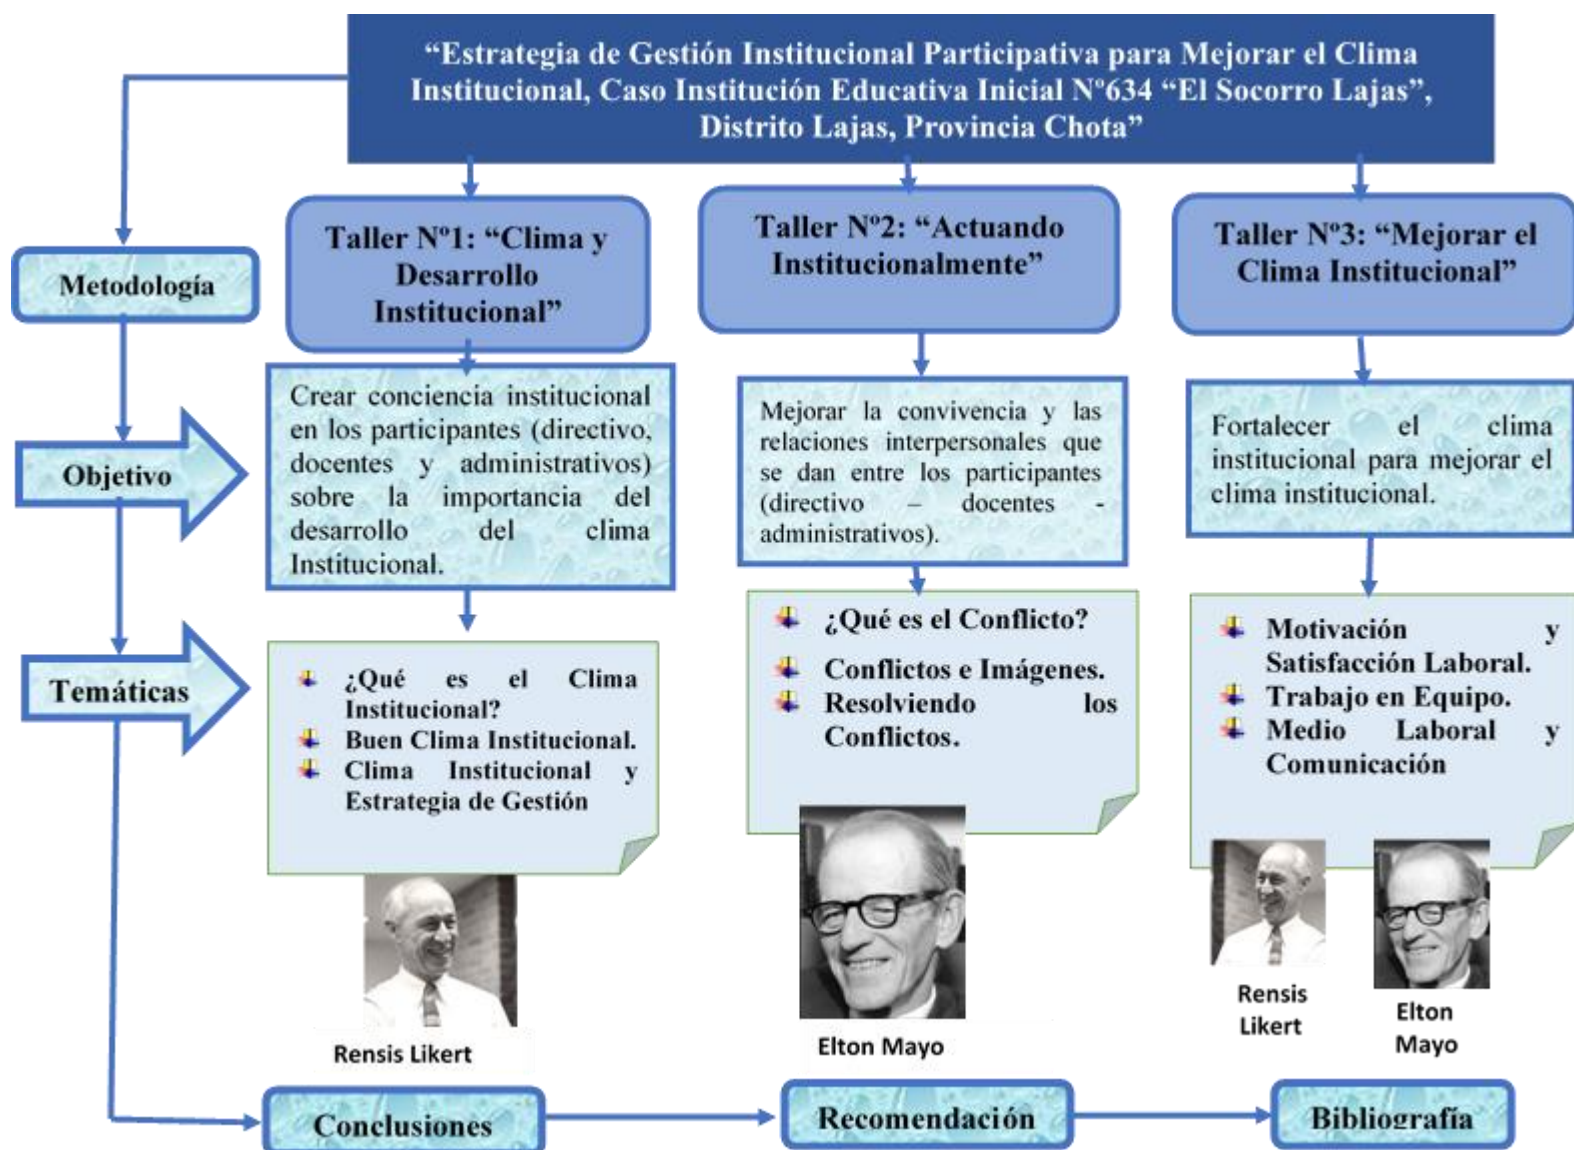 “Estrategia de Gestión Institucional Participativa para Mejorar el Clima
Institucional, Caso Institución Educativa Inicial Nº634 “El Socorro Lajas”,
Distrito Lajas, Provincia Chota”
Metodología
Taller Nº1: “Clima y
Desarrollo
Institucional”
Taller Nº2: “Actuando
Institucionalmente”
Taller Nº3: “Mejorar el
Clima Institucional”
Objetivo
Crear conciencia institucional
en los participantes (directivo,
docentes y administrativos)
sobre la importancia del
desarrollo del clima
Institucional.
Mejorar la convivencia y las
relaciones interpersonales que
se dan entre los participantes
(directivo – docentes -
administrativos).
Fortalecer el clima
institucional para mejorar el
clima institucional.
Temáticas
¿Qué es el Clima
Institucional?
Buen Clima Institucional.
Clima Institucional y
Estrategia de Gestión
¿Qué es el Conflicto?
Conflictos e Imágenes.
Resolviendo los
Conflictos.
Motivación y
Satisfacción Laboral.
Trabajo en Equipo.
Medio Laboral y
Comunicación
Rensis Likert
Elton Mayo
Rensis
Likert
Elton
Mayo
Conclusiones
Recomendación
Bibliografía